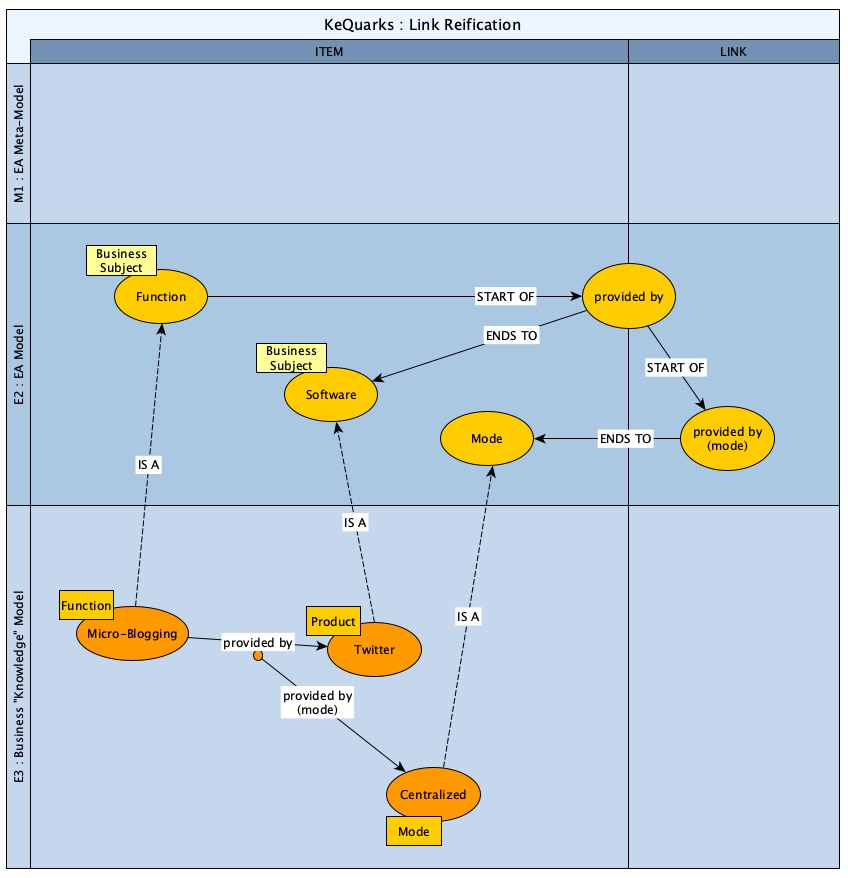 KeQuarks : Link Reification
ITEM
LINK
M1 : EA Meta-Model
E2 : EA Model
Business
Subject
Function
START OF
provided by
ENDS TO
Business
Subject
Software
START OF
Mode
ENDS TO
provided by
(mode)
IS A
IS A
E3 : Business "Knowledge" Model
Function
Micro-Blogging
provided by
Product
Twitter
IS A
provided by
(mode)
Centralized
Mode